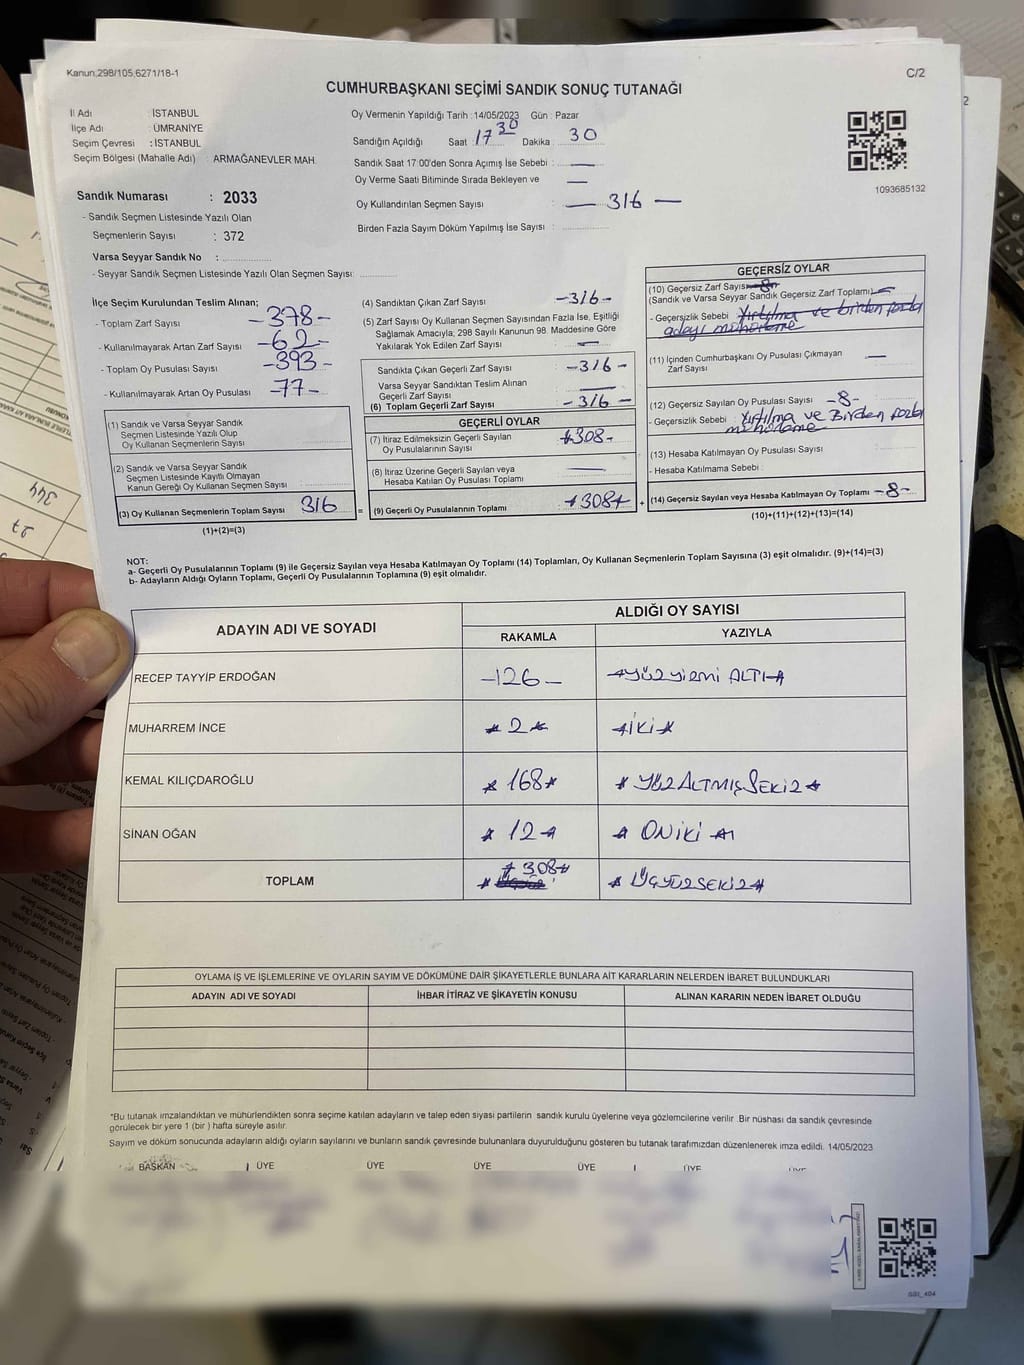 Kanun,298/105,6271/18-1
C/2
CUMHURBAŞKANI SEÇİMİ SANDIK SONUÇ TUTANAĞI
İl Adı : İSTANBUL
İlçe Adı : ÜMRANİYE
Seçim Çevresi : İSTANBUL
Seçim Bölgesi (Mahalle Adı) : ARMAĞANEVLER MAH.
Sandık Numarası : 2033
- Sandık Seçmen Listesinde Yazılı Olan
Seçmenlerin Sayısı : 372
Varsa Seyyar Sandık No :
- Seyyar Sandık Seçmen Listesinde Yazılı Olan Seçmen Sayısı:
Oy Vermenin Yapıldığı Tarih : 14/05/2023 Gün : Pazar
Sandığın Açıldığı Saat : 17 30 Dakika : 30
Sandık Saat 17:00'den Sonra Açımış İse Sebebi : —
Oy Verme Saati Bitiminde Sırada Bekleyen ve —
Oy Kullandırılan Seçmen Sayısı : — 316 —
Birden Fazla Sayım Döküm Yapılmış İse Sayısı :
1093685132
İlçe Seçim Kurulundan Teslim Alınan;
- Toplam Zarf Sayısı -378-
- Kullanılmayarak Artan Zarf Sayısı -62-
- Toplam Oy Pusulası Sayısı -393-
- Kullanılmayarak Artan Oy Pusulası -77-
(1) Sandık ve Varsa Seyyar Sandık
Seçmen Listesinde Yazılı Olup
Oy Kullanan Seçmenlerin Sayısı
(2) Sandık ve Varsa Seyyar Sandık
Seçmen Listesinde Kayıtlı Olmayan
Kanun Gereği Oy Kullanan Seçmen Sayısı :
(3) Oy Kullanan Seçmenlerin Toplam Sayısı 316
(1)+(2)=(3)
(4) Sandıktan Çıkan Zarf Sayısı -316-
(5) Zarf Sayısı Oy Kullanan Seçmen Sayısından Fazla İse, Eşitliği
Sağlamak Amacıyla, 298 Sayılı Kanunun 98. Maddesine Göre
Yakılarak Yok Edilen Zarf Sayısı : —
Sandıkta Çıkan Geçerli Zarf Sayısı : -316-
Varsa Seyyar Sandıktan Teslim Alınan
Geçerli Zarf Sayısı —
(6) Toplam Geçerli Zarf Sayısı - 316 -
GEÇERLİ OYLAR
(7) İtiraz Edilmeksizin Geçerli Sayılan
Oy Pusulalarının Sayısı : 308-
(8) İtiraz Üzerine Geçerli Sayılan veya
Hesaba Katılan Oy Pusulası Toplamı —
= (9) Geçerli Oy Pusulalarının Toplamı : 308
GEÇERSİZ OYLAR
(10) Geçersiz Zarf Sayısı
(Sandık ve Varsa Seyyar Sandık Geçersiz Zarf Toplamı) —
- Geçersizlik Sebebi
(11) İçinden Cumhurbaşkanı Oy Pusulası Çıkmayan
Zarf Sayısı —
(12) Geçersiz Sayılan Oy Pusulası Sayısı -8-
- Geçersizlik Sebebi Yırtılma ve Birden fazla
mühürleme
(13) Hesaba Katılmayan Oy Pusulası Sayısı :
- Hesaba Katılmama Sebebi :
+ (14) Geçersiz Sayılan veya Hesaba Katılmayan Oy Toplamı -8-
(10)+(11)+(12)+(13)=(14)
NOT:
a- Geçerli Oy Pusulalarının Toplamı (9) ile Geçersiz Sayılan veya Hesaba Katılmayan Oy Toplamı (14) Toplamları, Oy Kullanan Seçmenlerin Toplam Sayısına (3) eşit olmalıdır. (9)+(14)=(3)
b- Adayların Aldığı Oyların Toplamı, Geçerli Oy Pusulalarının Toplamına (9) eşit olmalıdır.
ADAYIN ADI VE SOYADI
ALDIĞI OY SAYISI
RAKAMLA YAZIYLA
RECEP TAYYİP ERDOĞAN -126- YÜZ YİRMİ ALTI
MUHARREM İNCE 2 İKİ
KEMAL KILIÇDAROĞLU 168 YÜZ ALTMIŞ SEKİZ
SİNAN OĞAN 12 ON İKİ
TOPLAM 308 ÜÇ YÜZ SEKİZ
OYLAMA İŞ VE İŞLEMLERİNE VE OYLARIN SAYIM VE DÖKÜMÜNE DAİR ŞİKAYETLERLE BUNLARA AİT KARARLARIN NELERDEN İBARET BULUNDUKLARI
ADAYIN ADI VE SOYADI İHBAR İTİRAZ VE ŞİKAYETİN KONUSU ALINAN KARARIN NEDEN İBARET OLDUĞU
*Bu tutanak imzalandıktan ve mühürlendikten sonra seçime katılan adayların ve talep eden siyasi partilerin sandık kurulu üyelerine veya gözlemcilerine verilir. Bir nüshası da sandık çevresinde
görülecek bir yere 1 (bir ) hafta süreyle asılır.
Sayım ve döküm sonucunda adayların aldığı oyların sayılarını ve bunların sandık çevresinde bulunanlara duyurulduğunu gösteren bu tutanak tarafımızdan düzenlenerek imza edildi. 14/05/2023
BAŞKAN ÜYE ÜYE ÜYE ÜYE ÜYE ÜYE